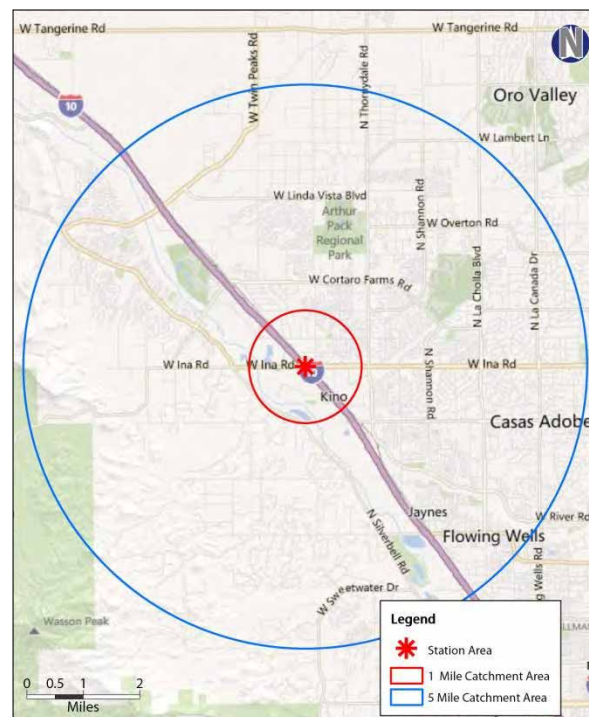 W Tangerine Rd
W Tangerine Rd
N
10
W Twin Peaks Rd
N Thornydale Rd
Oro Valley
W Lambert Ln
W Linda Vista Blvd
Arthur
Pack
Regional
Park
N Shannon Rd
W Overton Rd
N La Cholla Blvd
N La Canada Dr
W Cortaro Farms Rd
W Ina Rd
W Ina Rd
N Shannon Rd
W Ina Rd
Kino
Casas Adobe
Jaynes
W River Rd
Flowing Wells
N Silverbell Rd
W Sweetwater Dr
Wasson Peak
g Wells Rd
LLMAN
Legend
Station Area
1 Mile Catchment Area
5 Mile Catchment Area
0 0.5 1 2
Miles